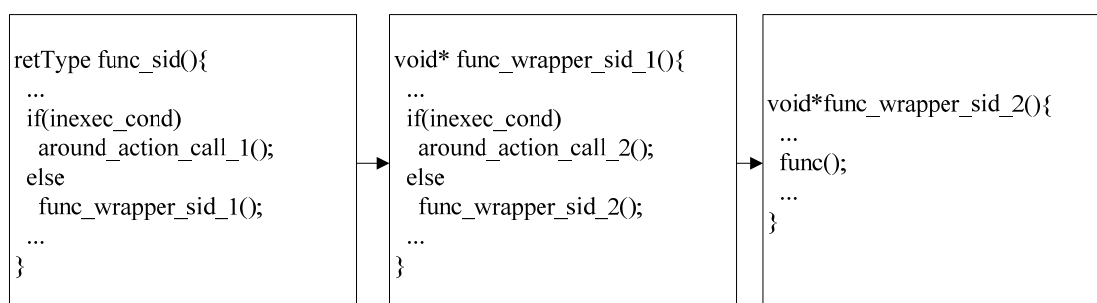 retType func_sid(){
...
if(inexec_cond)
around_action_call_1();
else
func_wrapper_sid_1();
...
}
void* func_wrapper_sid_1(){
...
if(inexec_cond)
around_action_call_2();
else
func_wrapper_sid_2();
...
}
void*func_wrapper_sid_2(){
...
func();
...
}